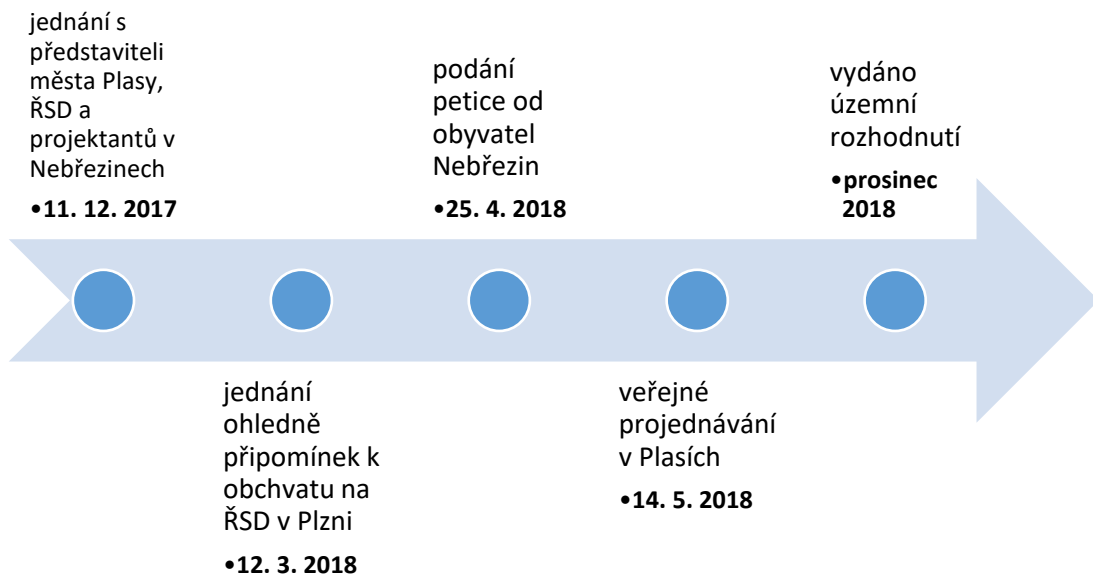 jednání s
představiteli
města Plasy,
ŘSD a
projektantů v
Nebřezinech
•11. 12. 2017
jednání
ohledně
připomínek k
obchvatu na
ŘSD v Plzni
•12. 3. 2018
podání
petice od
obyvatel
Nebřezin
•25. 4. 2018
veřejné
projednávání
v Plasích
•14. 5. 2018
vydáno
územní
rozhodnutí
•prosinec
2018